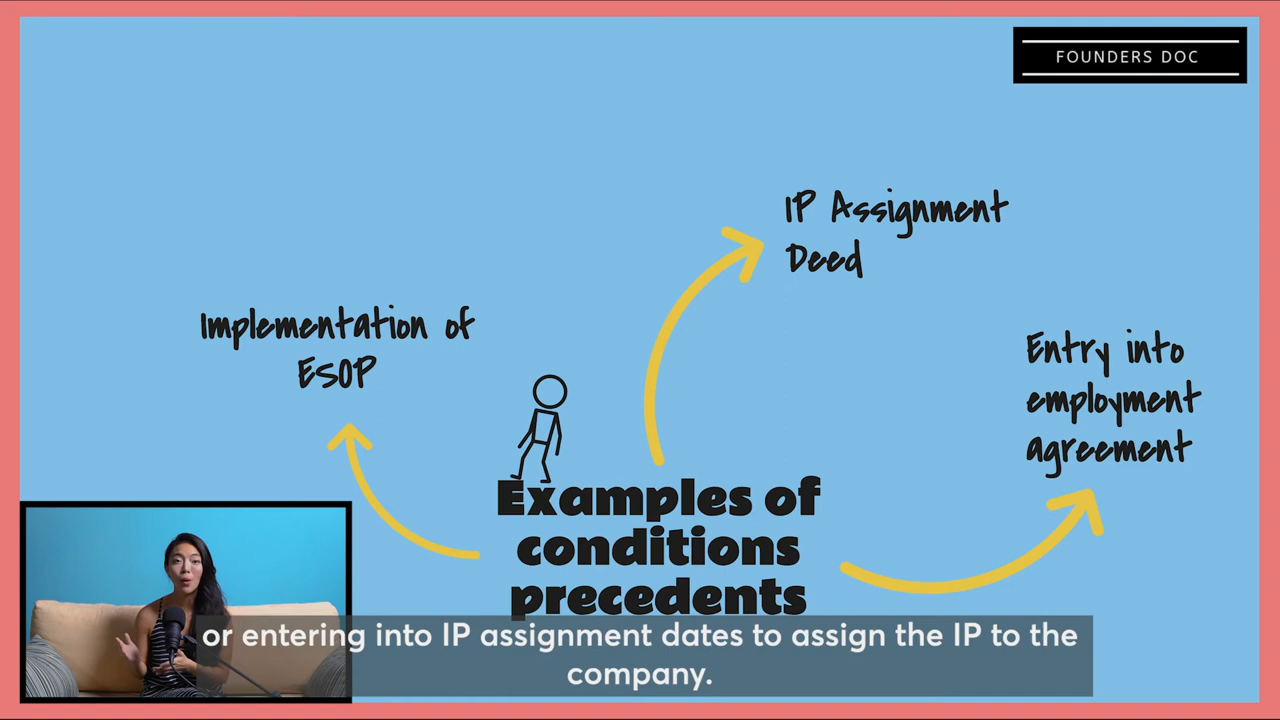 FOUNDERS DOC
IP Assignment
Deed
Implementation of
ESOP
Entry into
employment
agreement
Examples of
conditions
precedents
or entering into IP assignment dates to assign the IP to the
company.